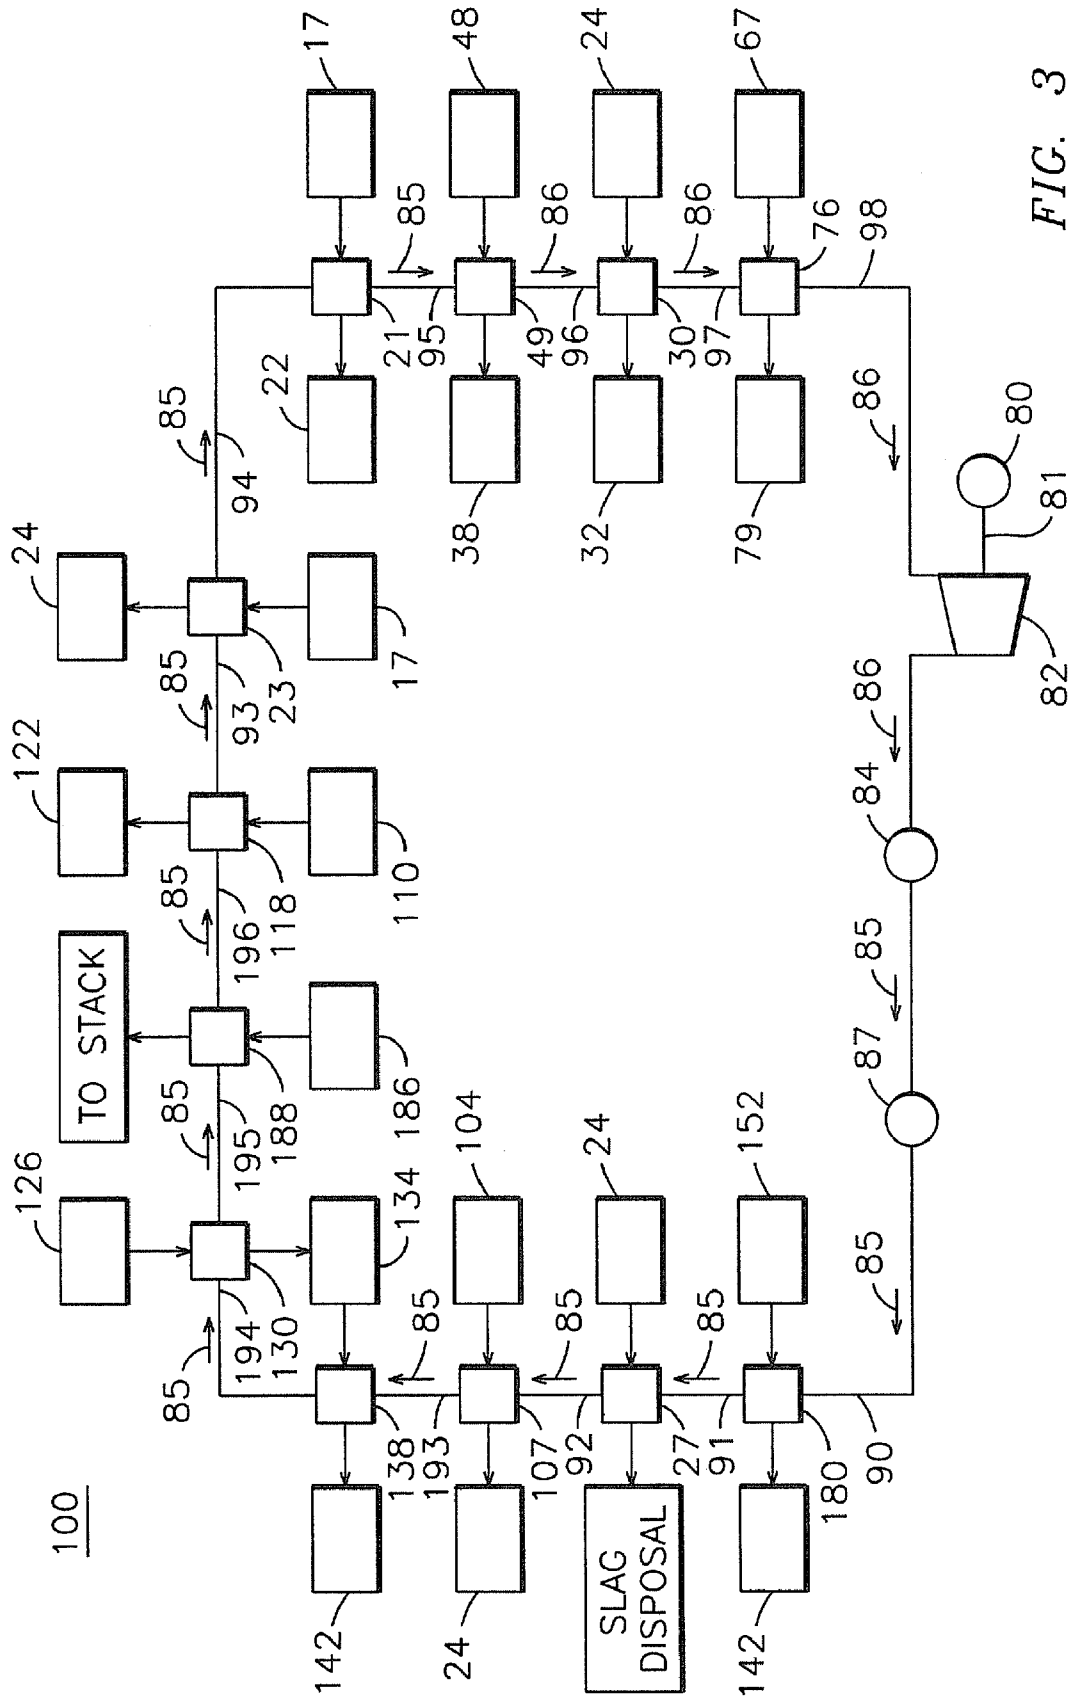 126 122 24
100
TO STACK
85 85 85 85 85
194 195 196 93 94
130 188 118 23 22
142 17
138 134 186 110 17 21 85
193 85 95
24 104 38 48
107 49 86
92 85 96
SLAG 24 32 24
DISPOSAL
27 30 86
91 85 97
142 152 79 67
180 76
90 85 87 85 84 86 86 98
80
82 81
FIG. 3